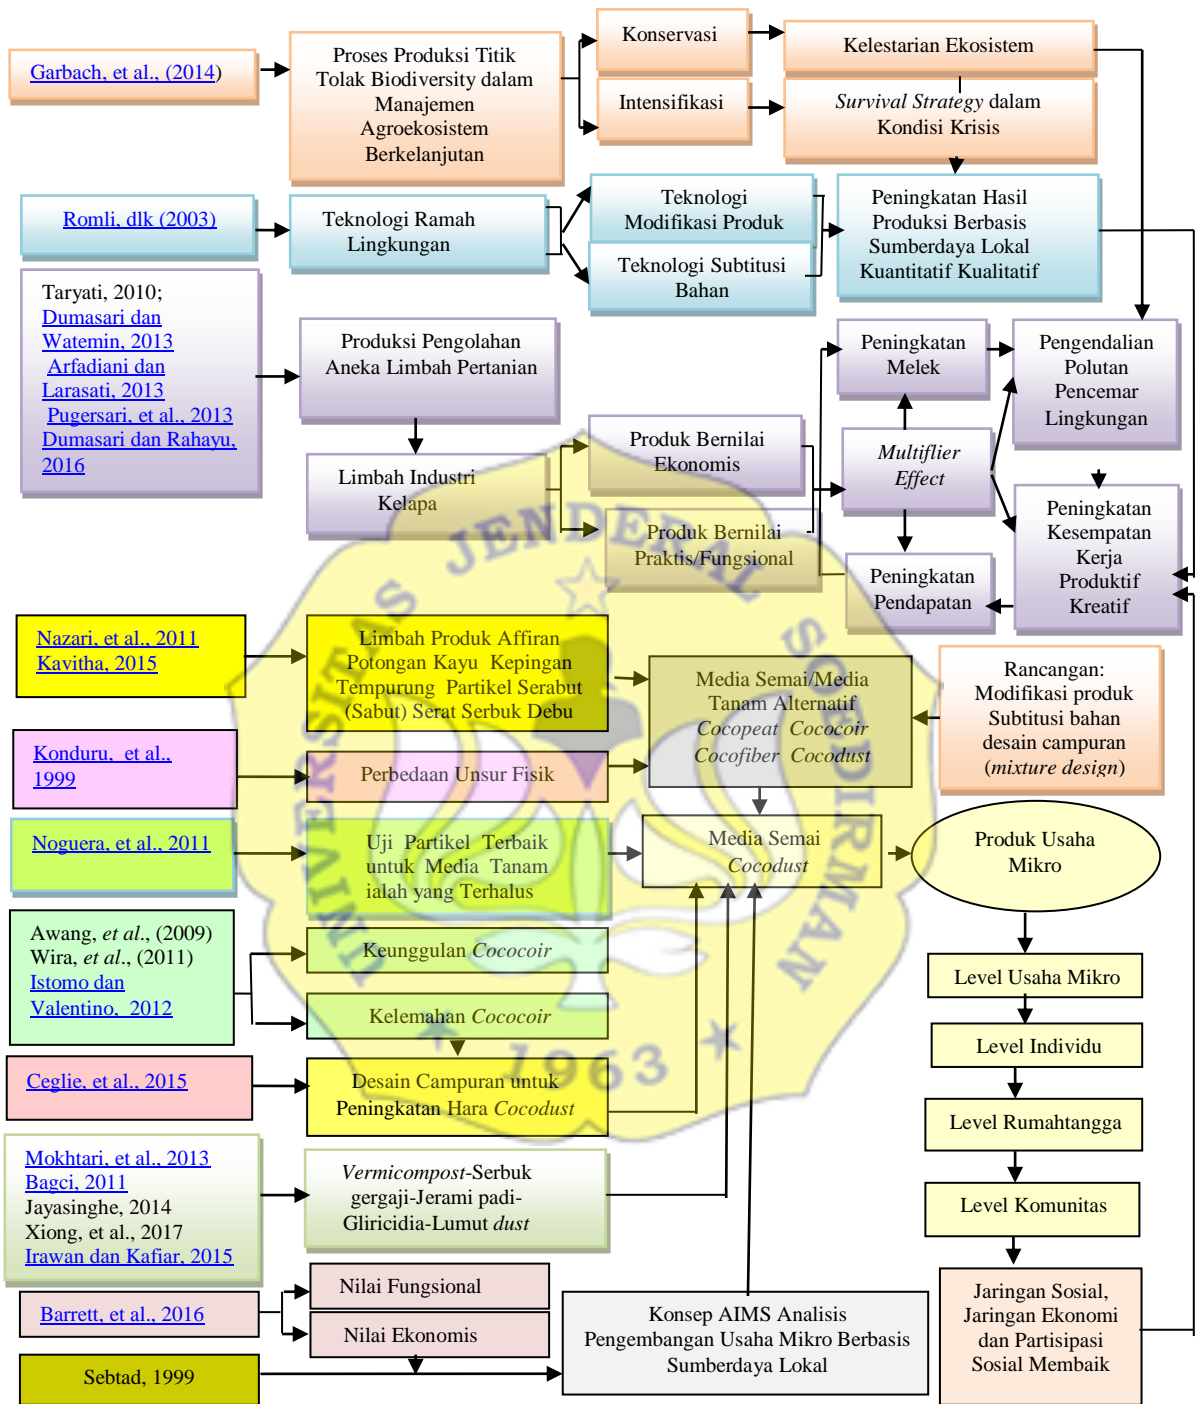 Garbach, et al., (2014)
Proses Produksi Titik
Tolak Biodiversity dalam
Manajemen
Agroekosistem
Berkelanjutan
Konservasi
Intensifikasi
Kelestarian Ekosistem
Survival Strategy dalam
Kondisi Krisis
Romli, dlk (2003)
Teknologi Ramah
Lingkungan
Teknologi
Modifikasi Produk
Teknologi Subtitusi
Bahan
Peningkatan Hasil
Produksi Berbasis
Sumberdaya Lokal
Kuantitatif Kualitatif
Taryati, 2010;
Dumasari dan
Watemin, 2013
Arfadiani dan
Larasati, 2013
Pugersari, et al., 2013
Dumasari dan Rahayu,
2016
Produksi Pengolahan
Aneka Limbah Pertanian
Limbah Industri
Kelapa
Produk Bernilai
Ekonomis
Produk Bernilai
Praktis/Fungsional
Peningkatan
Melek
Multiflier
Effect
Peningkatan
Pendapatan
Pengendalian
Polutan
Pencemar
Lingkungan
Peningkatan
Kesempatan
Kerja
Produktif
Kreatif
Nazari, et al., 2011
Kavitha, 2015
Limbah Produk Affiran
Potongan Kayu Kepingan
Tempurung Partikel Serabut
(Sabut) Serat Serbuk Debu
Media Semai/Media
Tanam Alternatif
Cocopeat Cococoir
Cocofiber Cocodust
Rancangan:
Modifikasi produk
Subtitusi bahan
desain campuran
(mixture design)
Konduru, et al.,
1999
Perbedaan Unsur Fisik
Noguera, et al., 2011
Uji Partikel Terbaik
untuk Media Tanam
ialah yang Terhalus
Media Semai
Cocodust
Produk Usaha
Mikro
Awang, et al., (2009)
Wira, et al., (2011)
Istomo dan
Valentino, 2012
Keunggulan Cococoir
Kelemahan Cococoir
Level Usaha Mikro
Level Individu
Ceglie, et al., 2015
Desain Campuran untuk
Peningkatan Hara Cocodust
Level Rumahtangga
Mokhtari, et al., 2013
Bagci, 2011
Jayasinghe, 2014
Xiong, et al., 2017
Irawan dan Kafiar, 2015
Vermicompost-Serbuk
gergaji-Jerami padi-
Gliricidia-Lumut dust
Level Komunitas
Barrett, et al., 2016
Nilai Fungsional
Nilai Ekonomis
Sebtad, 1999
Konsep AIMS Analisis
Pengembangan Usaha Mikro Berbasis
Sumberdaya Lokal
Jaringan Sosial,
Jaringan Ekonomi
dan Partisipasi
Sosial Membaik
UNIVERSITAS JENDERAL SOEDIRMAN
1963